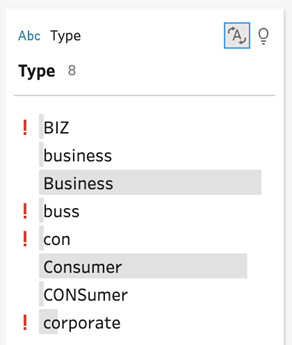 Abc Type
Type 8
! BIZ
business
Business
! buss
! con
Consumer
CONSumer
! corporate